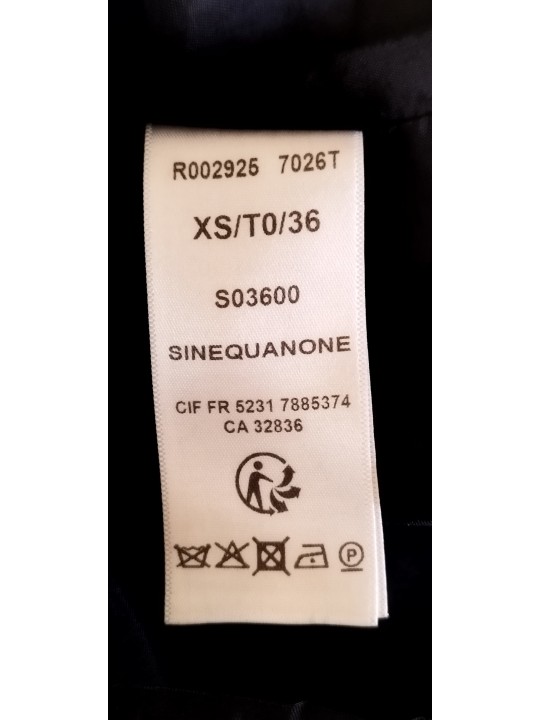 R002925 7026T
XS/T0/36
S03600
SINEQUANONE
CIF FR 5231 7885374
CA 32836
P